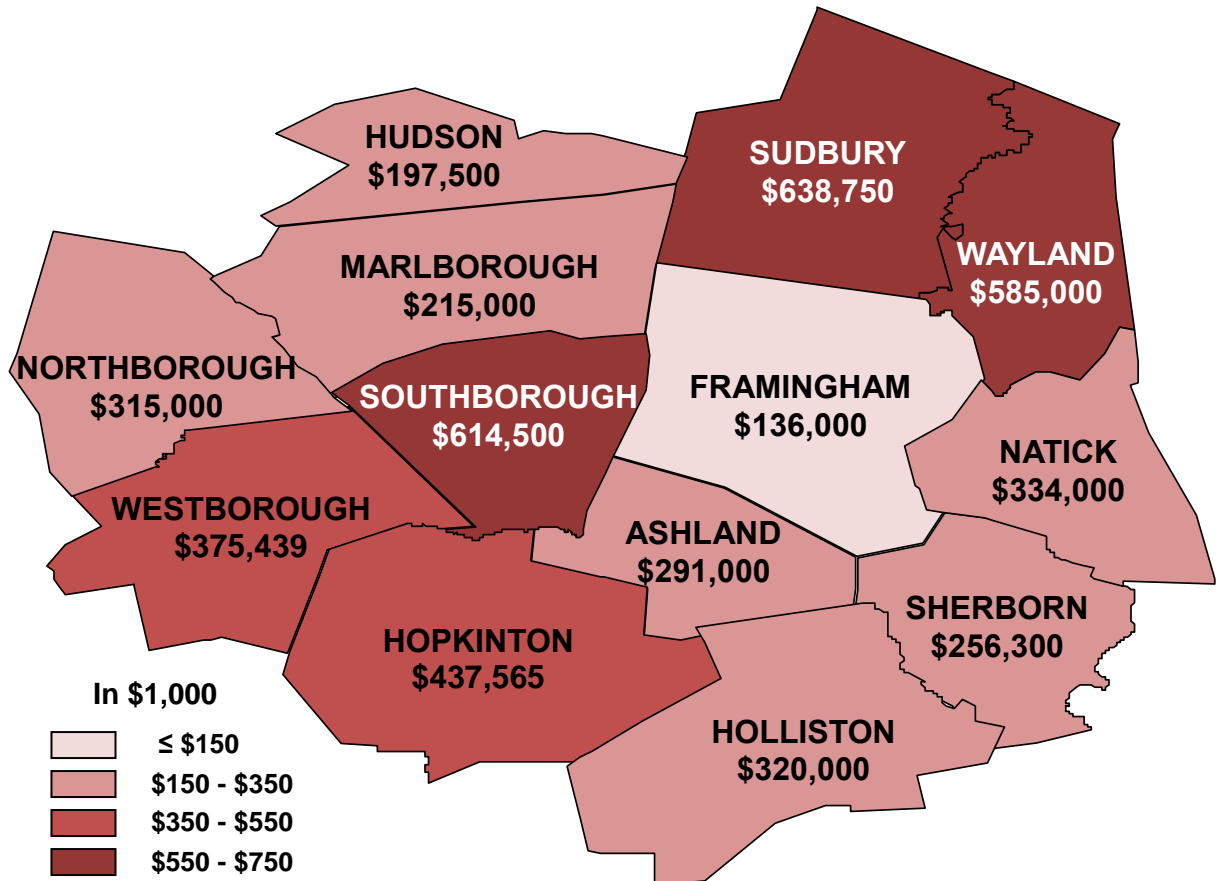 HUDSON
$197,500
SUDBURY
$638,750
MARLBOROUGH
$215,000
WAYLAND
$585,000
NORTHBOROUGH
$315,000
SOUTHBOROUGH
$614,500
FRAMINGHAM
$136,000
NATICK
$334,000
WESTBOROUGH
$375,439
ASHLAND
$291,000
SHERBORN
$256,300
HOPKINTON
$437,565
HOLLISTON
$320,000
In $1,000
≤ $150
$150 - $350
$350 - $550
$550 - $750